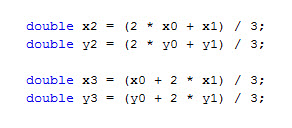 double x2 = (2 * x0 + x1) / 3;
double y2 = (2 * y0 + y1) / 3;
double x3 = (x0 + 2 * x1) / 3;
double y3 = (y0 + 2 * y1) / 3;